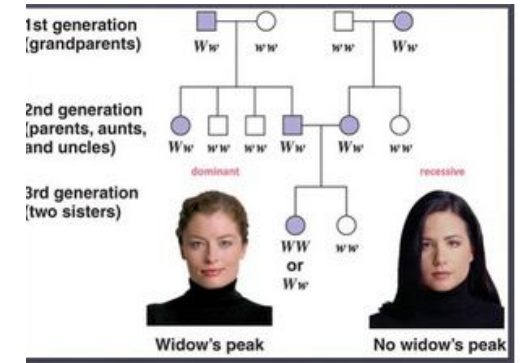 1st generation
(grandparents)
Ww ww ww Ww
2nd generation
(parents, aunts,
and uncles)
Ww ww ww Ww Ww ww
dominant recessive
3rd generation
(two sisters)
WW
or
Ww
ww
Widow's peak No widow's peak